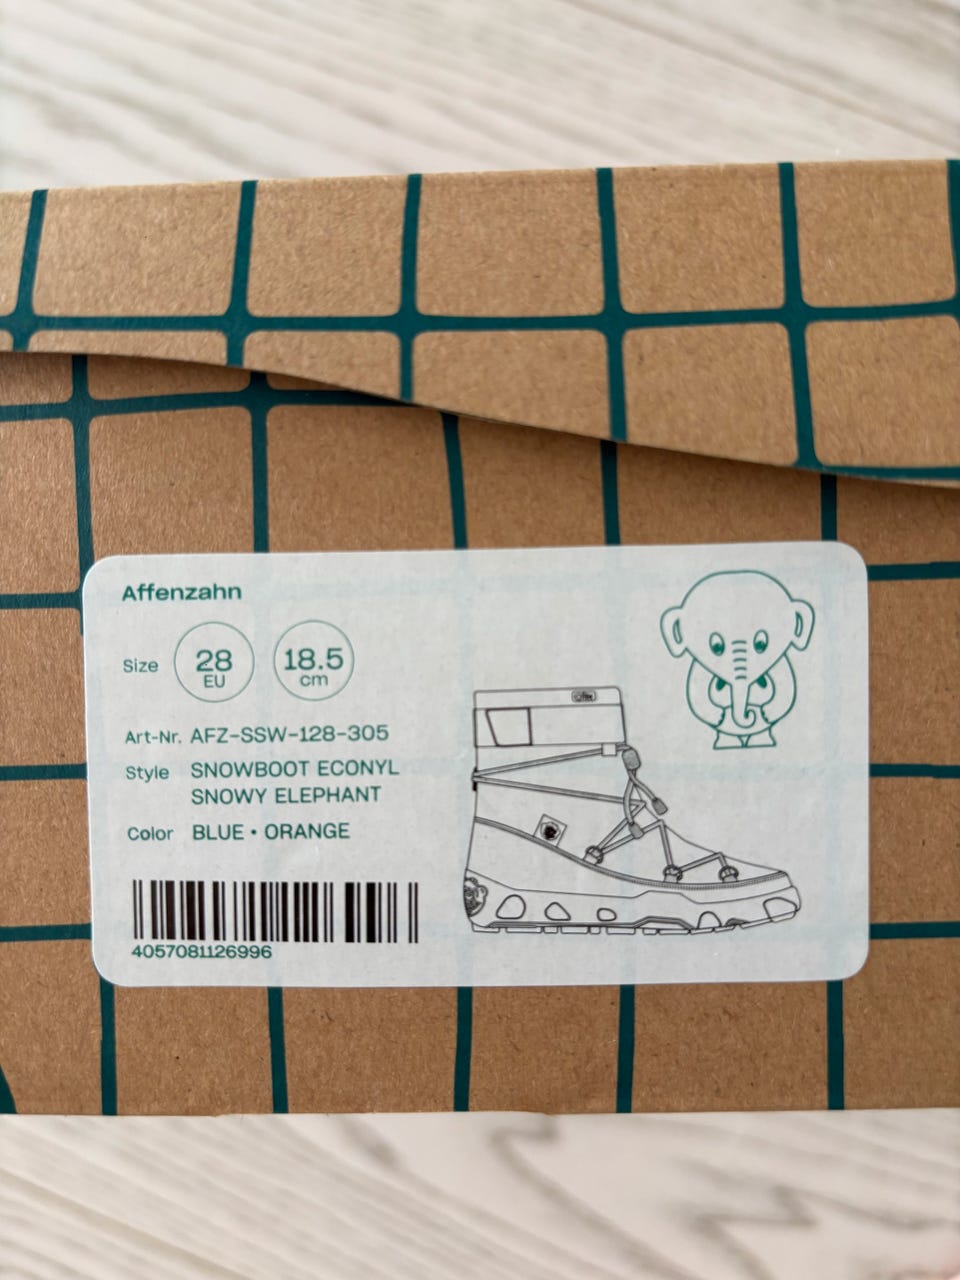 Affenzahn
Size 28 EU 18.5 cm
Art-Nr. AFZ-SSW-128-305
Style SNOWBOOT ECONYL
SNOWY ELEPHANT
Color BLUE • ORANGE
4057081126996